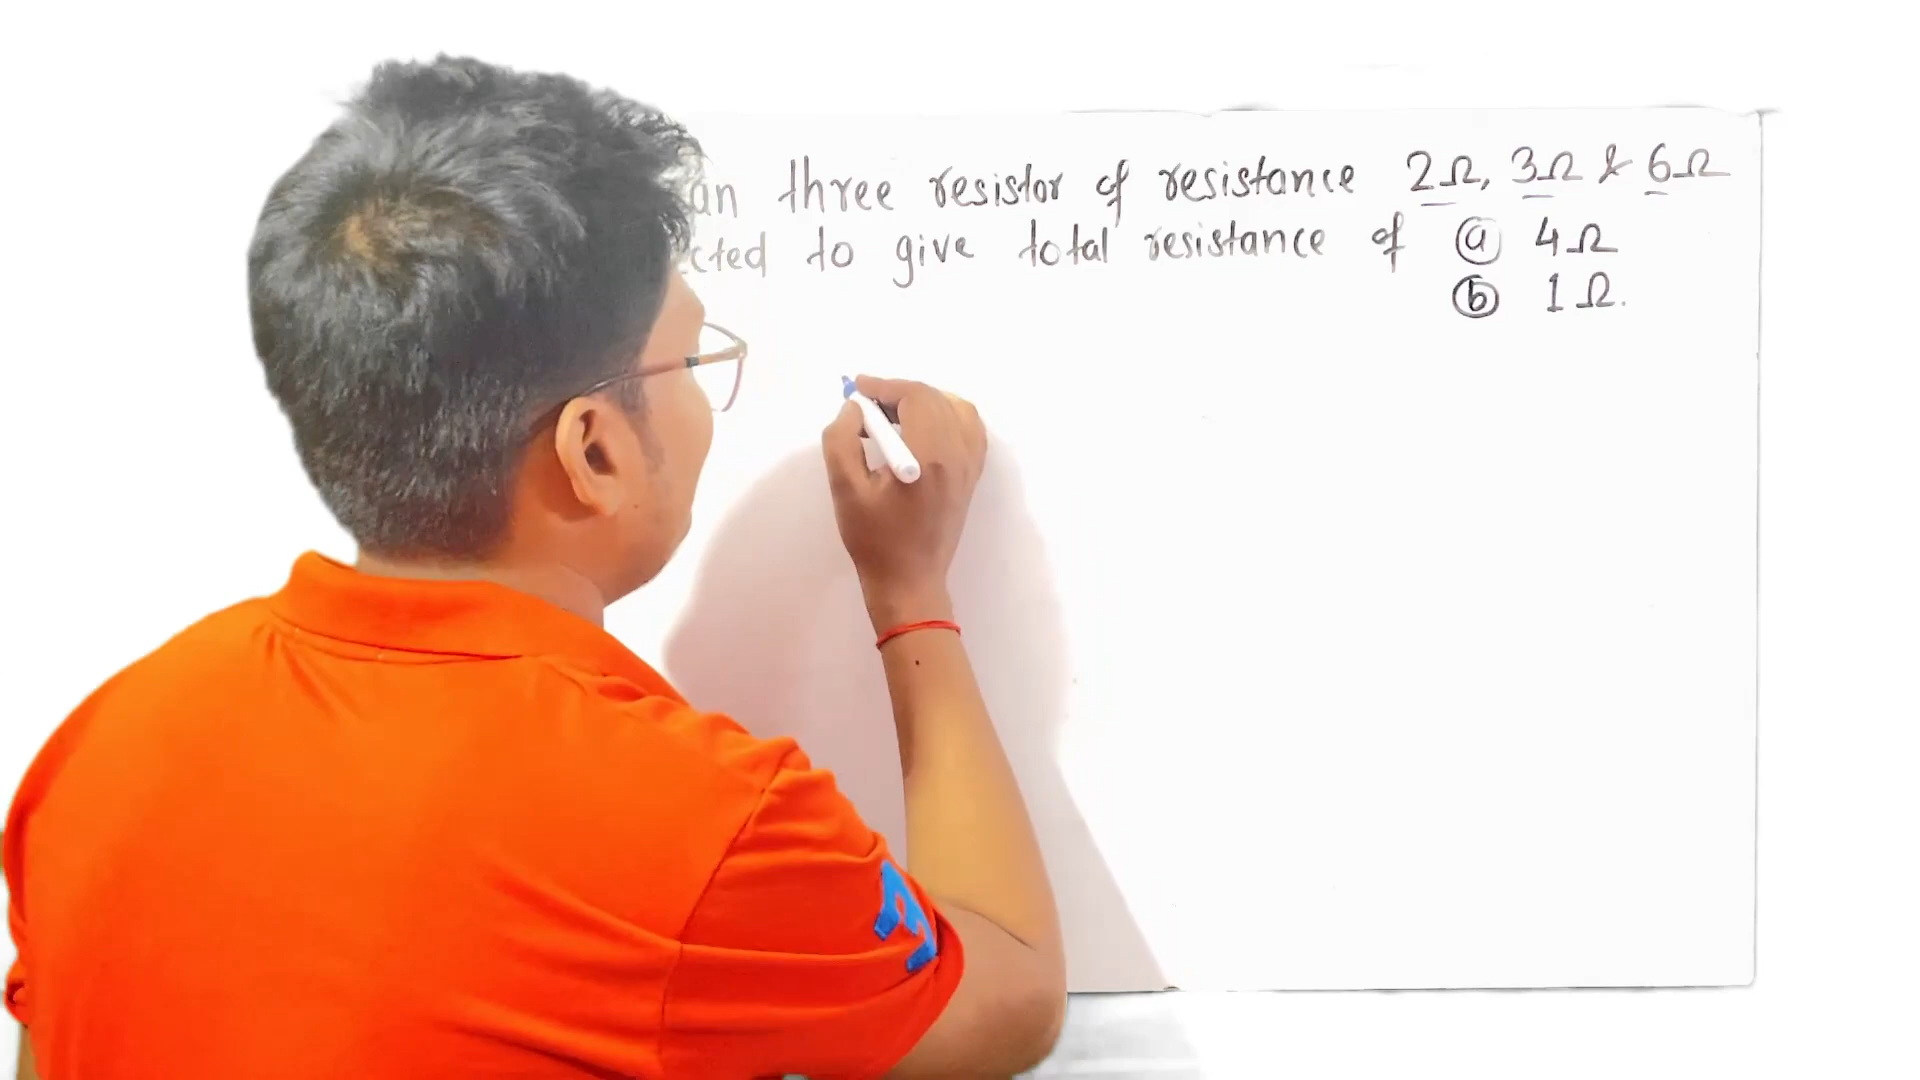 an three resistor of resistance 2Ω, 3Ω & 6Ω
cted to give total resistance of ⓐ 4Ω
ⓑ 1Ω.